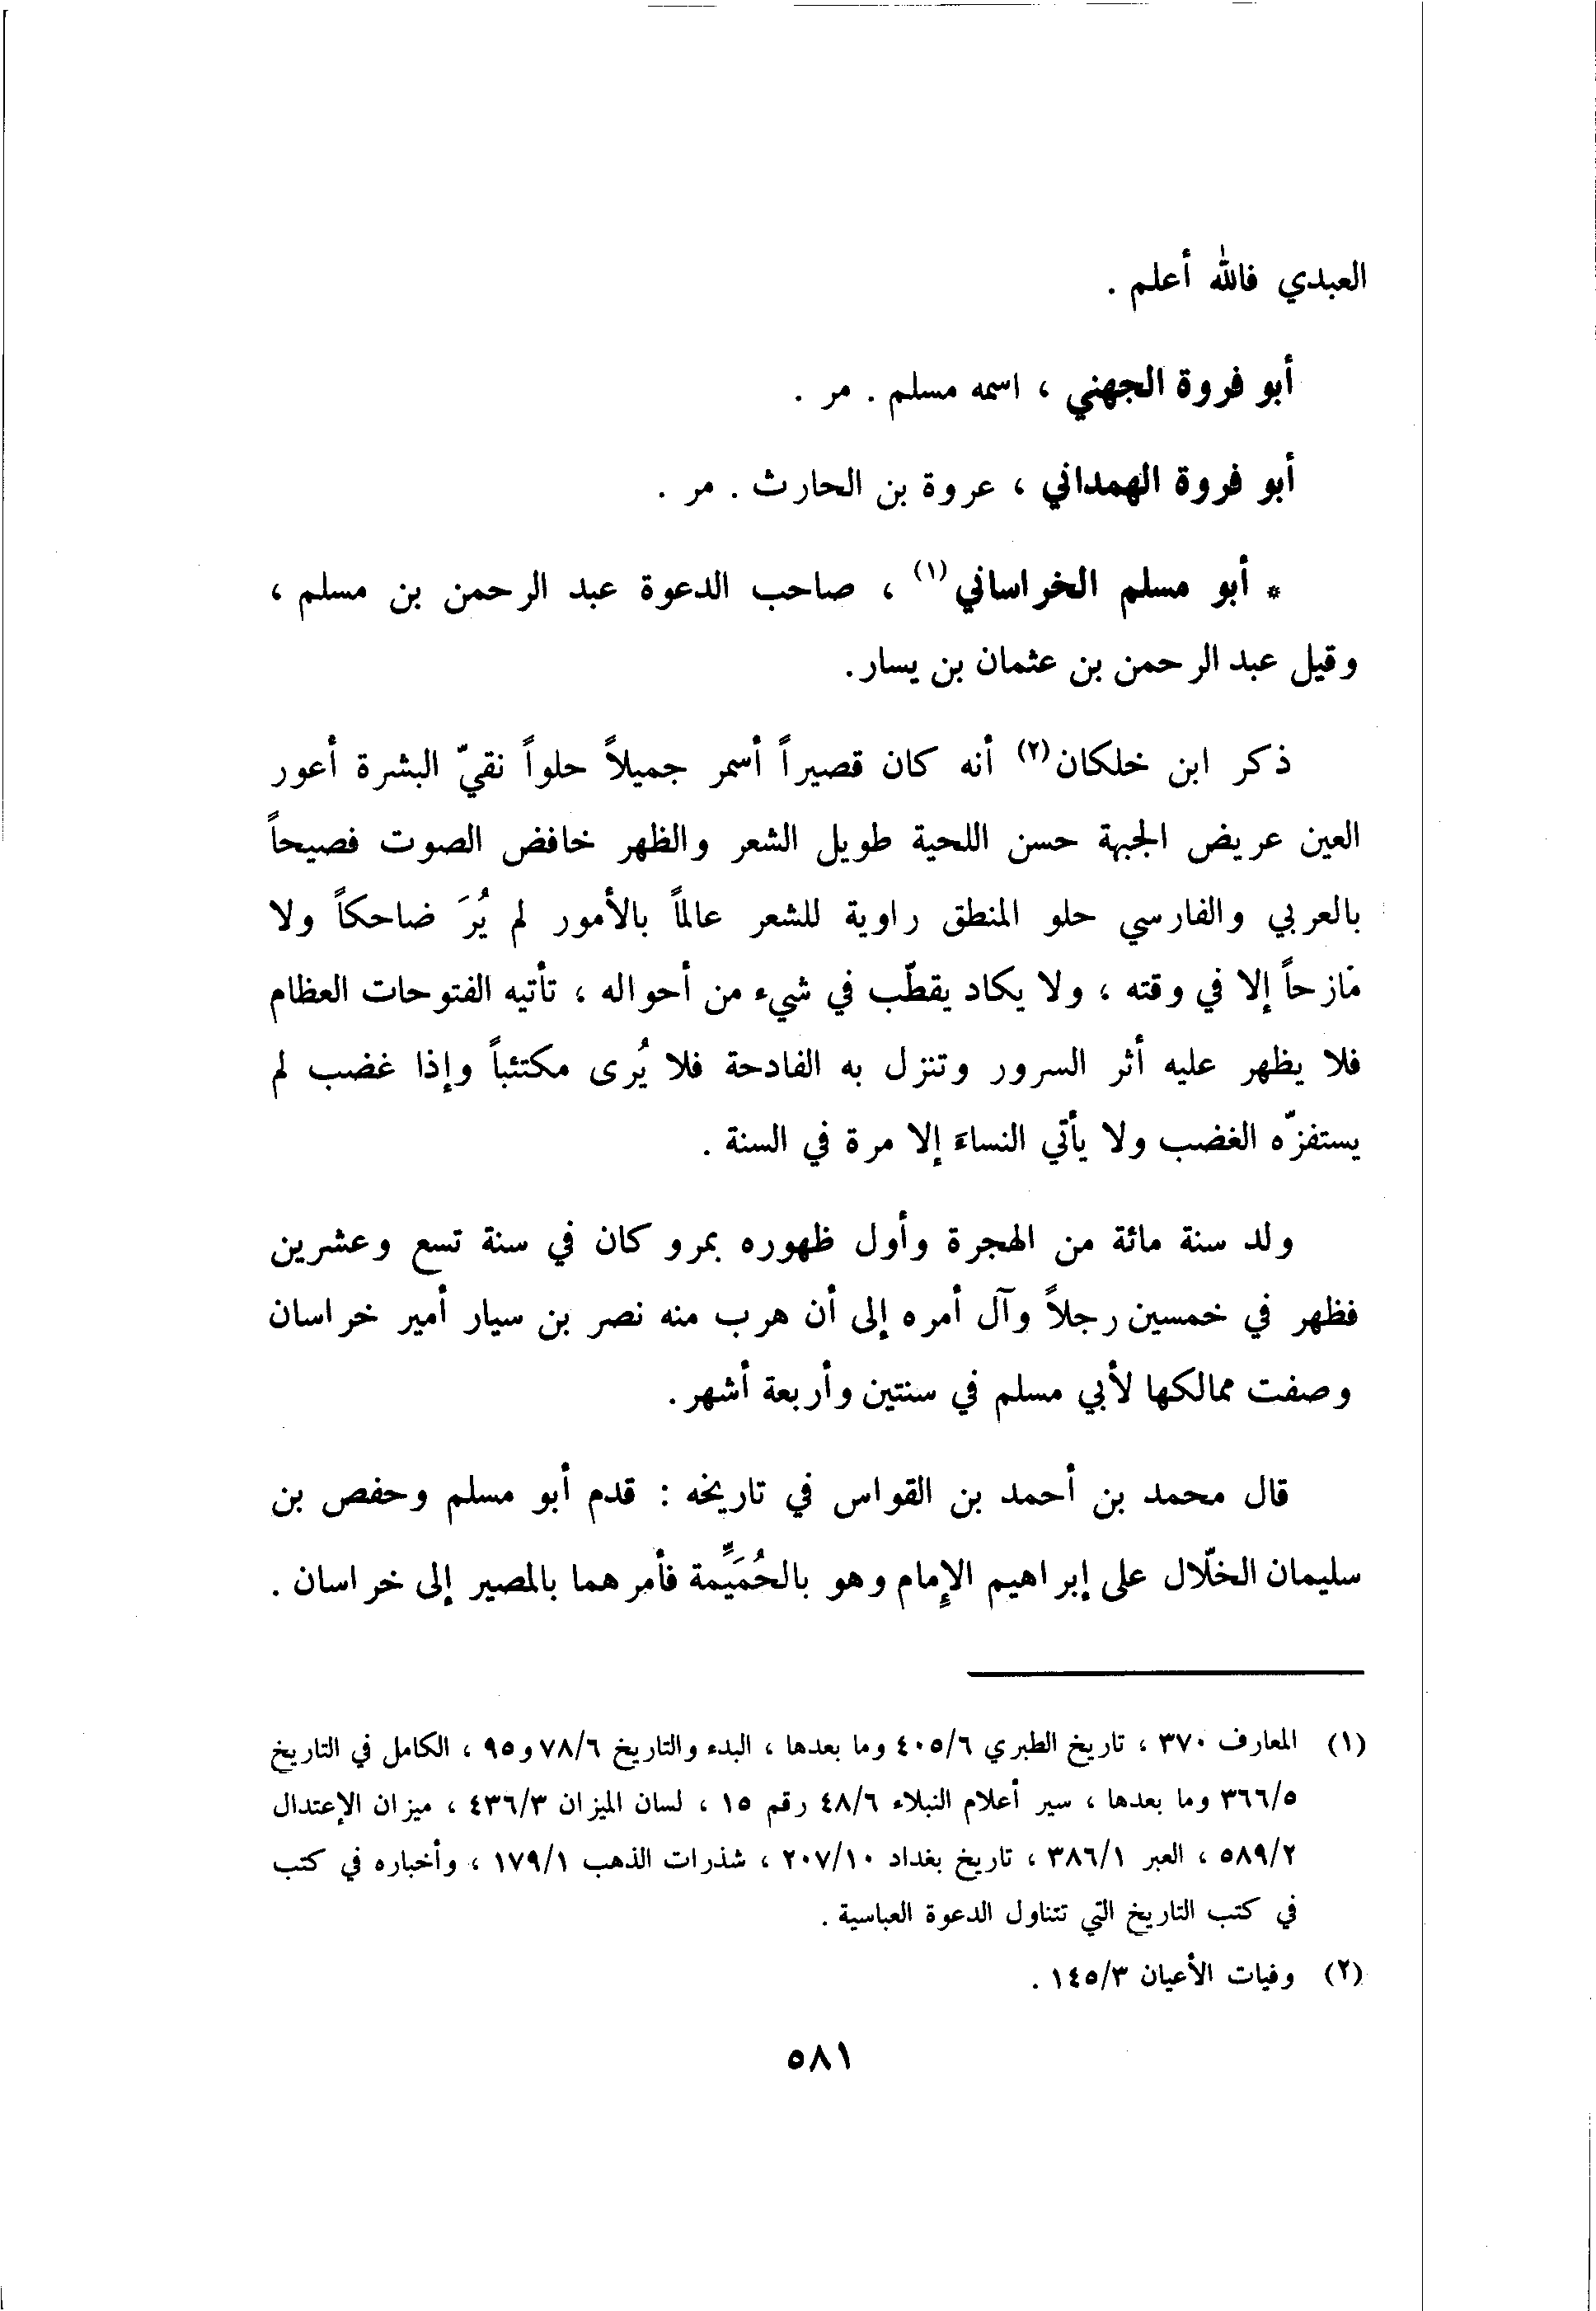 العبدي فالله أعلم .
أبو فروة الجهني ، اسمه مسلم . مر .
أبو فروة الهمداني ، عروة بن الحارث . مر .
* أبو مسلم الخراساني (١) ، صاحب الدعوة عبد الرحمن بن مسلم ،
وقيل عبد الرحمن بن عثمان بن يسار.
ذكر ابن خلكان (٢) أنه كان قصيراً أسمر جميلاً حلواً نقيّ البشرة أعور
العين عريض الجبهة حسن اللحية طويل الشعر والظهر خافض الصوت فصيحاً
بالعربي والفارسي حلو المنطق راوية للشعر عالماً بالأمور لم يُرَ ضاحكاً ولا
مازحاً إلا في وقته ، ولا يكاد يقطّب في شيء من أحواله ، تأتيه الفتوحات العظام
فلا يظهر عليه أثر السرور وتنزل به الفادحة فلا يُرى مكتئباً وإذا غضب لم
يستفزّه الغضب ولا يأتي النساءَ إلا مرة في السنة .
ولد سنة مائة من الهجرة وأول ظهوره بمرو كان في سنة تسع وعشرين
فظهر في خمسين رجلاً وآل أمره إلى أن هرب منه نصر بن سيار أمير خراسان
وصفت ممالكها لأبي مسلم في سنتين وأربعة أشهر.
قال محمد بن أحمد بن القواس في تاريخه : قدم أبو مسلم وحفص بن
سليمان الخلّال على إبراهيم الإمام وهو بالحُمَيِّمة فأمرهما بالمصير إلى خراسان .
(١) المعارف ٣٧٠ ، تاريخ الطبري ٤٠٥/٦ وما بعدها ، البدء والتاريخ ٧٨/٦ و٩٥ ، الكامل في التاريخ
٣٦٦/٥ وما بعدها ، سير أعلام النبلاء ٤٨/٦ رقم ١٥ ، لسان الميزان ٤٣٦/٣ ، ميزان الإعتدال
٥٨٩/٢ ، العبر ٣٨٦/١ ، تاريخ بغداد ٢٠٧/١٠ ، شذرات الذهب ١٧٩/١ ، وأخباره في كتب
في كتب التاريخ التي تتناول الدعوة العباسية .
(٢) وفيات الأعيان ١٤٥/٣ .
٥٨١